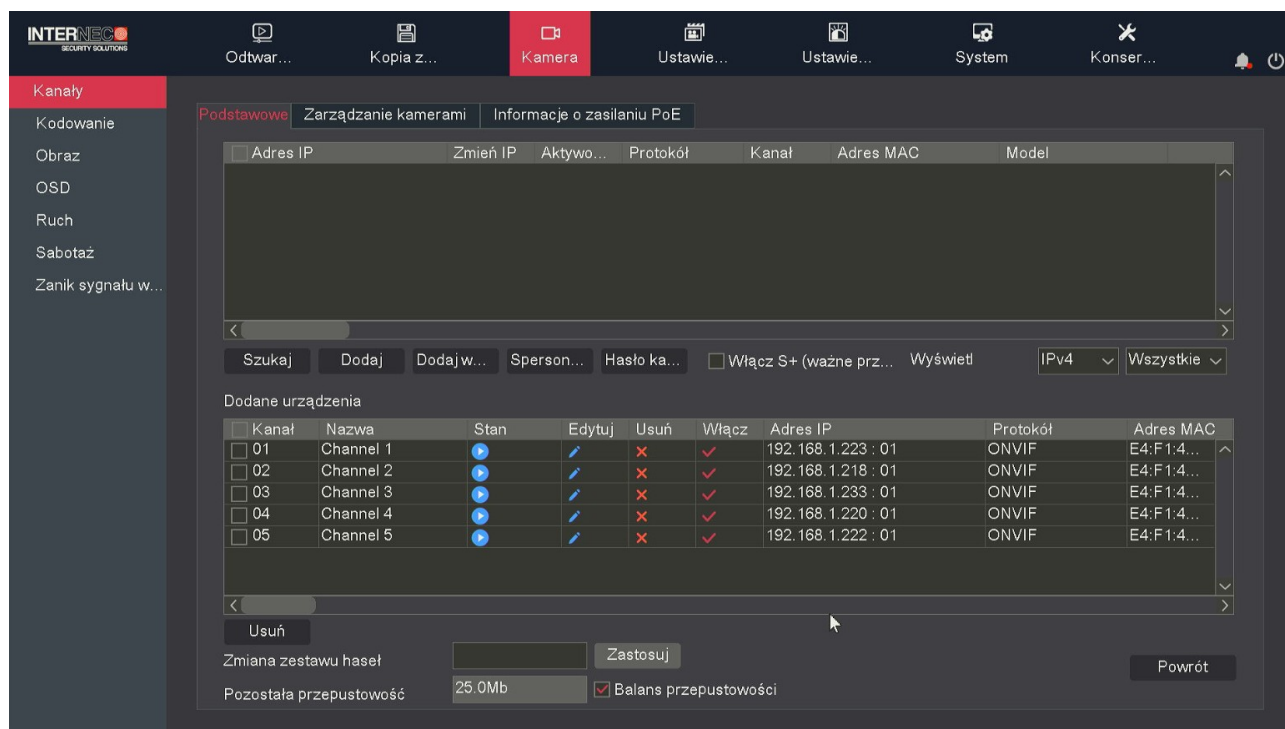 INTERNEC
SECURITY SOLUTIONS
Odtwar... Kopia z... Kamera Ustawie... Ustawie... System Konser...
Kanały
Kodowanie
Obraz
OSD
Ruch
Sabotaż
Zanik sygnału w...
Podstawowe Zarządzanie kamerami Informacje o zasilaniu PoE
Adres IP Zmień IP Aktywo... Protokół Kanał Adres MAC Model
Szukaj Dodaj Dodaj w... Sperson... Hasło ka... Włącz S+ (ważne prz... Wyświetl IPv4 Wszystkie
Dodane urządzenia
Kanał Nazwa Stan Edytuj Usuń Włącz Adres IP Protokół Adres MAC
01 Channel 1 192.168.1.223 : 01 ONVIF E4:F1:4...
02 Channel 2 192.168.1.218 : 01 ONVIF E4:F1:4...
03 Channel 3 192.168.1.233 : 01 ONVIF E4:F1:4...
04 Channel 4 192.168.1.220 : 01 ONVIF E4:F1:4...
05 Channel 5 192.168.1.222 : 01 ONVIF E4:F1:4...
Usuń
Zmiana zestawu haseł Zastosuj
Powrót
Pozostała przepustowość 25.0Mb Balans przepustowości